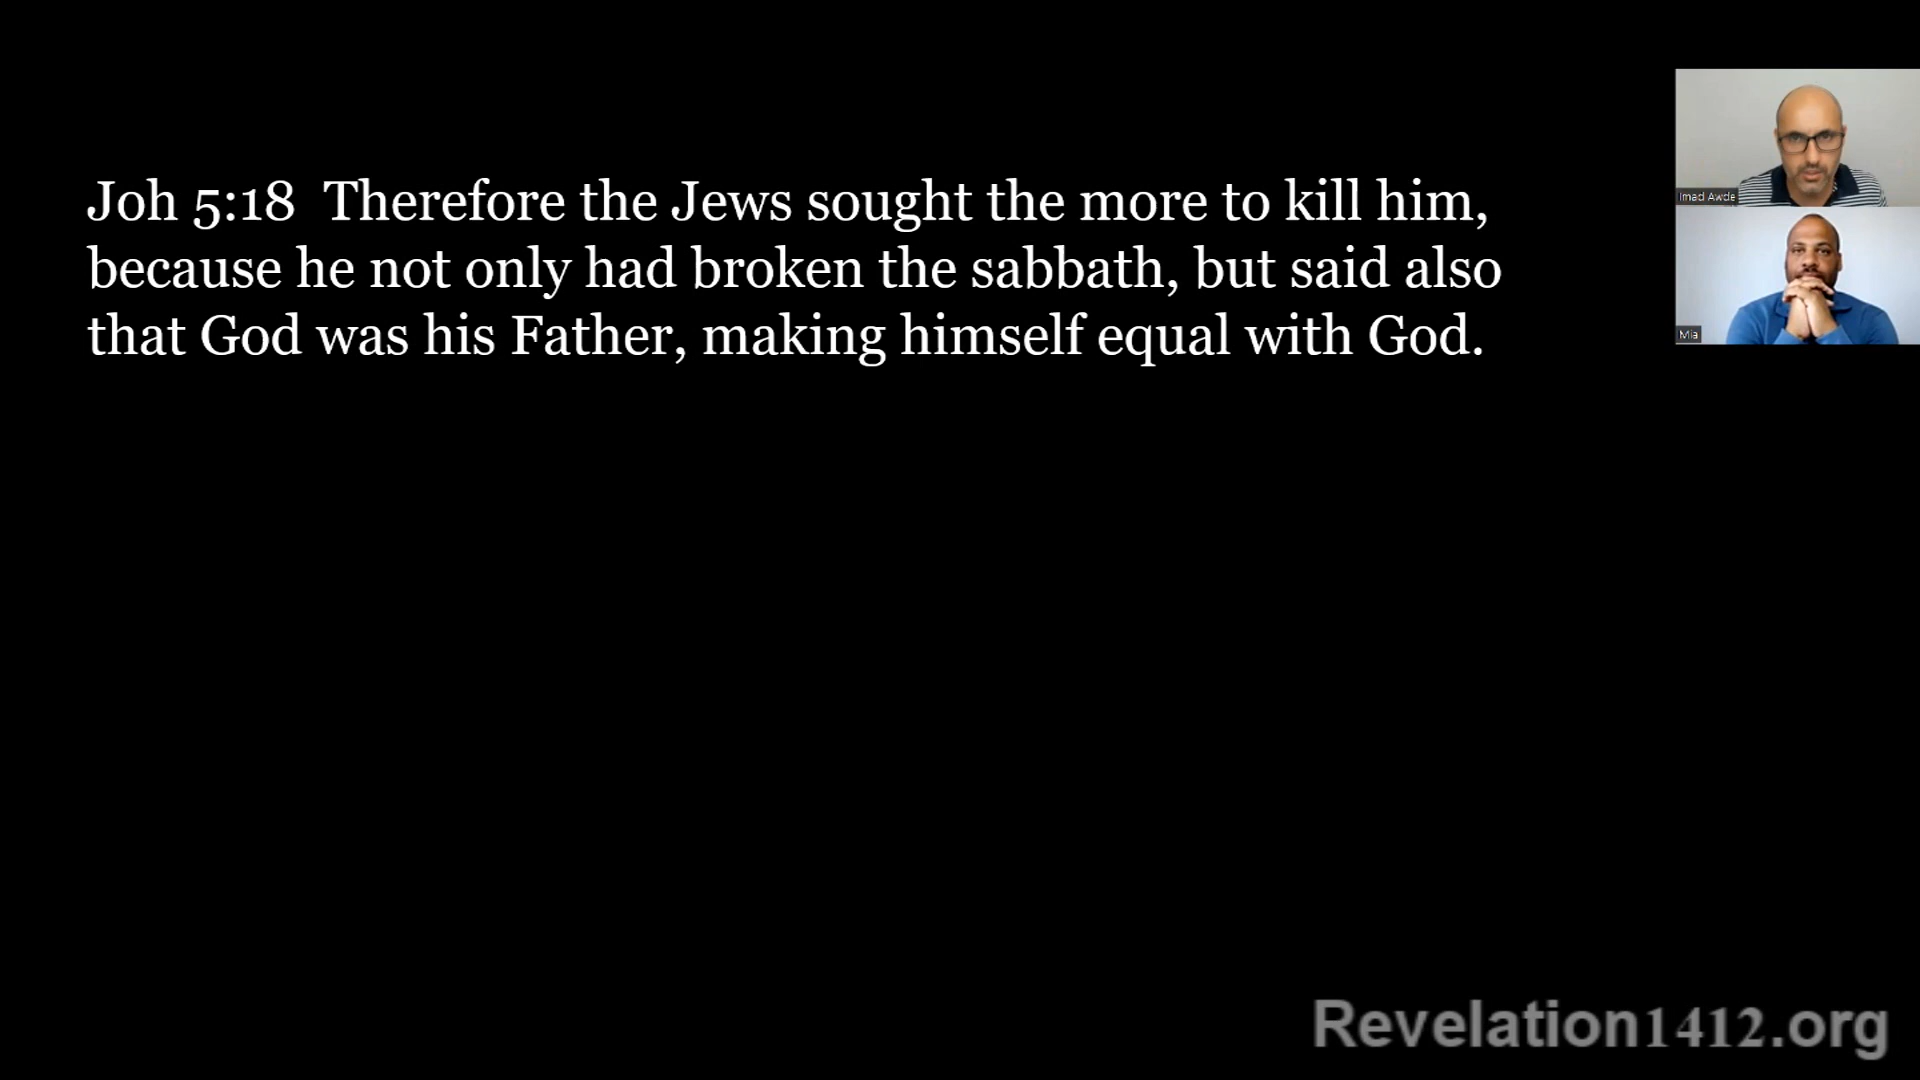 Joh 5:18  Therefore the Jews sought the more to kill him,
because he not only had broken the sabbath, but said also
that God was his Father, making himself equal with God.
Imad Awde
Mia
Revelation1412.org